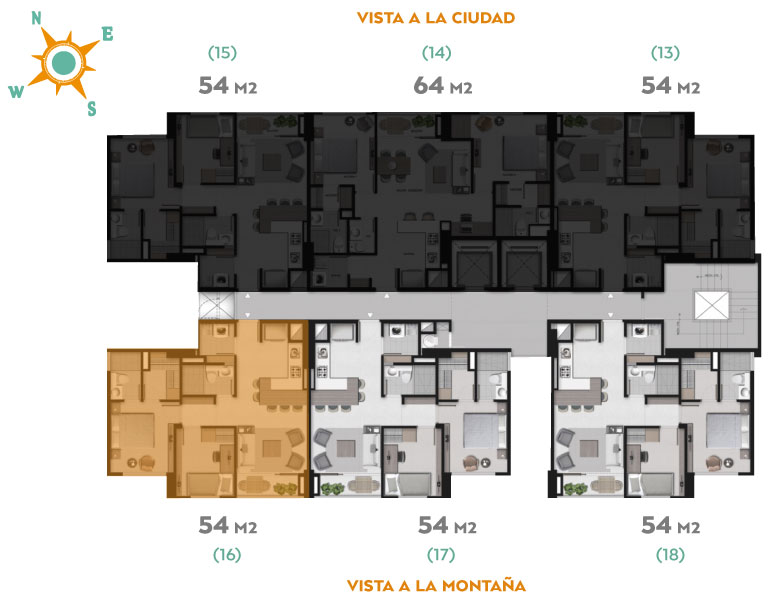 VISTA A LA CIUDAD
N
E
W
S
(15)
(14)
(13)
54 M2
64 M2
54 M2
54 M2
54 M2
54 M2
(16)
(17)
(18)
VISTA A LA MONTAÑA